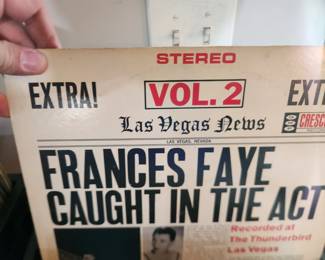 STEREO
EXTRA! VOL. 2 EXT
CRESC
Las Vegas News
LAS VEGAS, NEVADA
FRANCES FAYE
CAUGHT IN THE ACT
Recorded at
The Thunderbird
Las Vegas